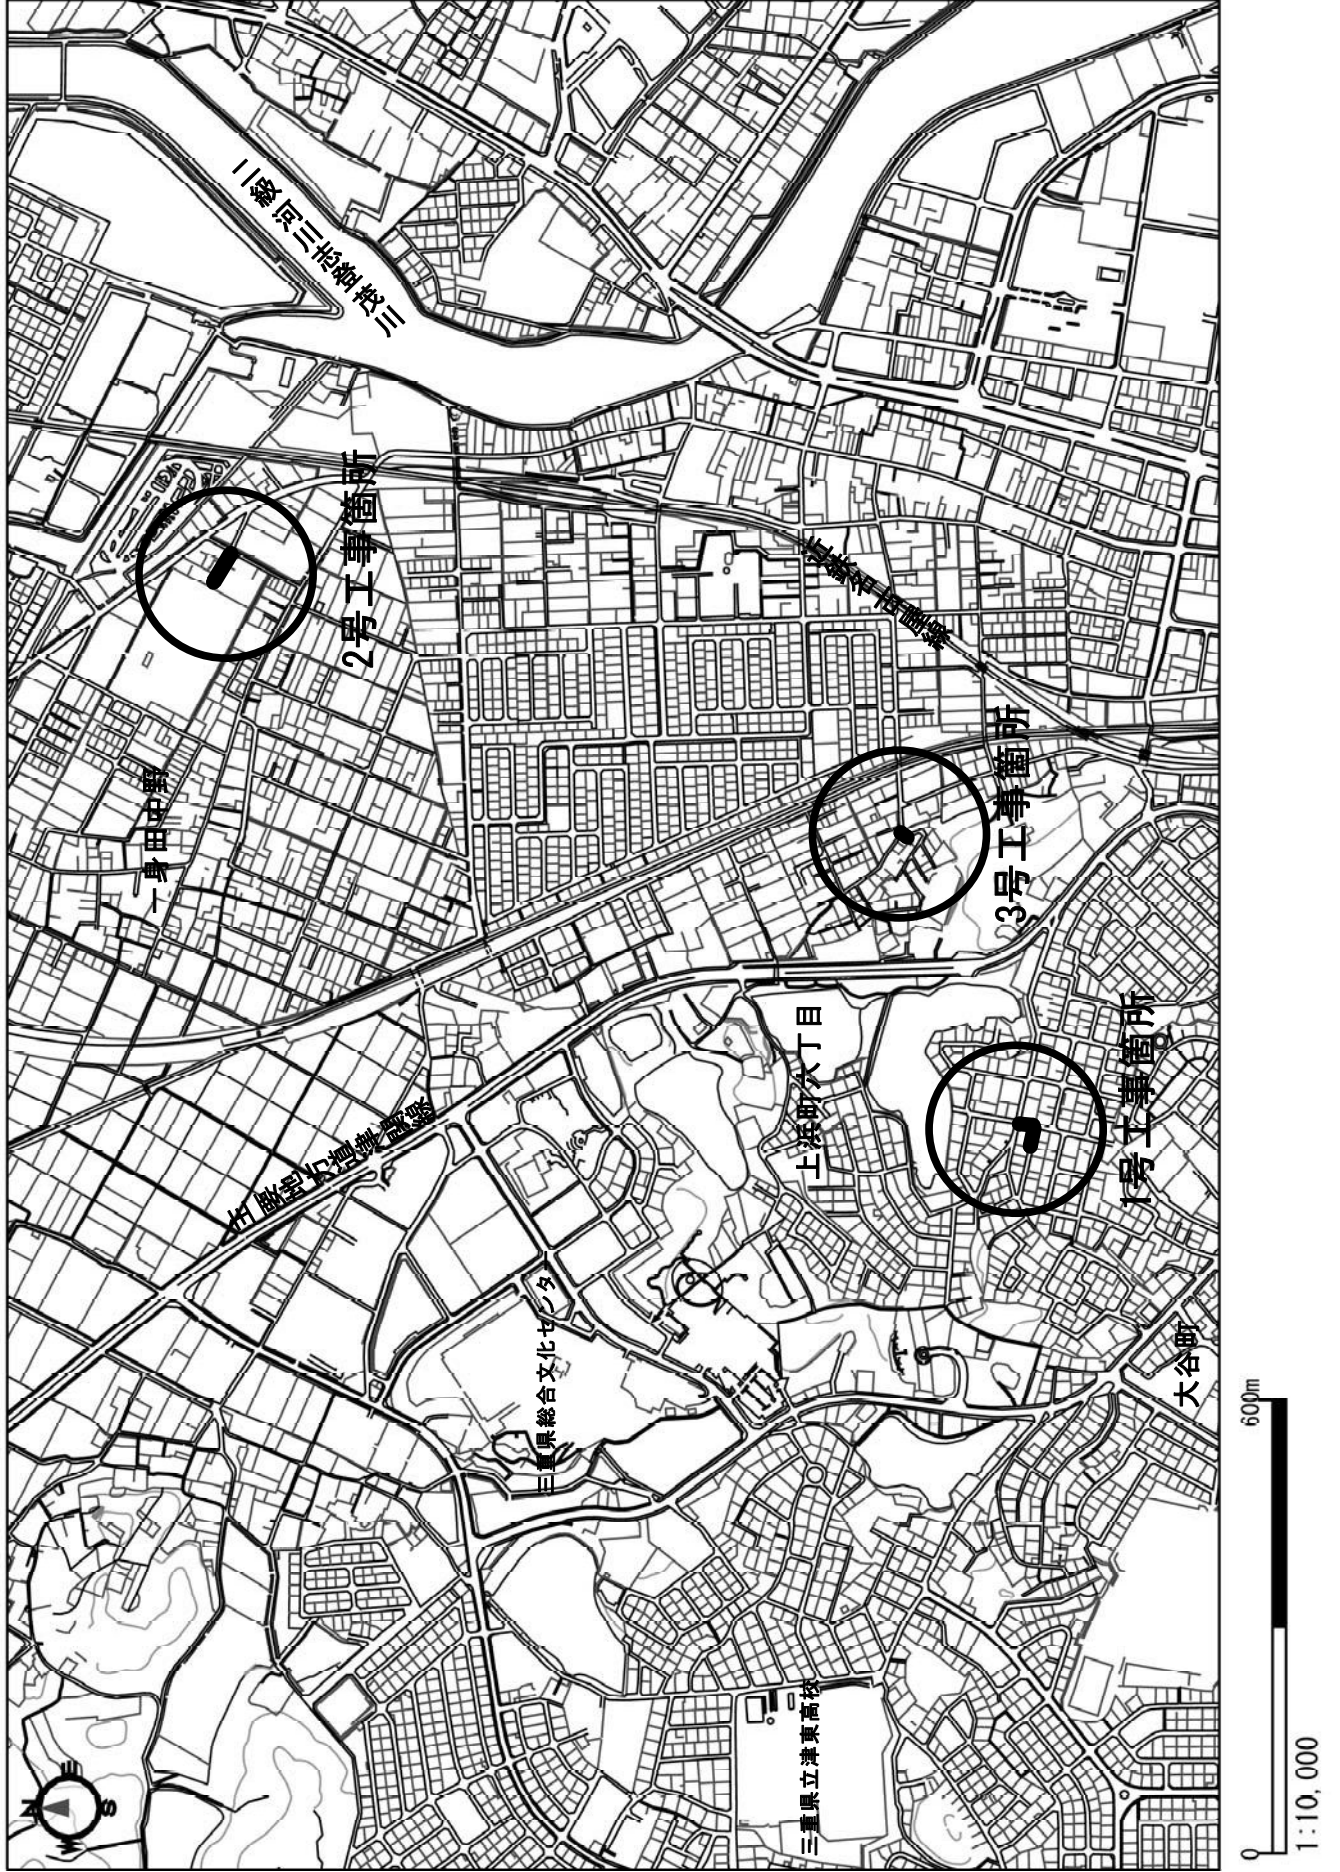 N
W
E
S
二級河川志登茂川
2号工事箇所
一身田中野
近鉄名古屋線
3号工事箇所
主要地方道津関線
上浜町六丁目
1号工事箇所
三重県総合文化センター
大谷町
三重県立津東高校
0
600m
1:10,000